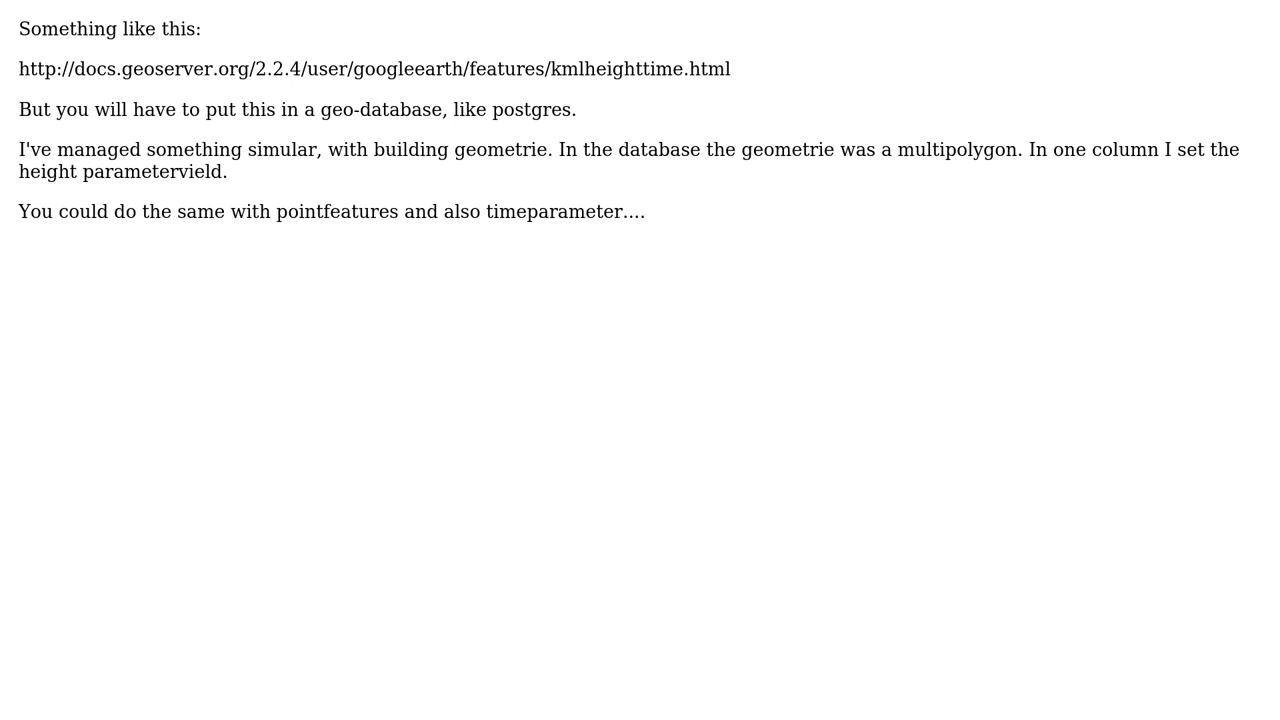 Something like this:
http://docs.geoserver.org/2.2.4/user/googleearth/features/kmlheighttime.html
But you will have to put this in a geo-database, like postgres.
I've managed something simular, with building geometrie. In the database the geometrie was a multipolygon. In one column I set the
height parametervield.
You could do the same with pointfeatures and also timeparameter....